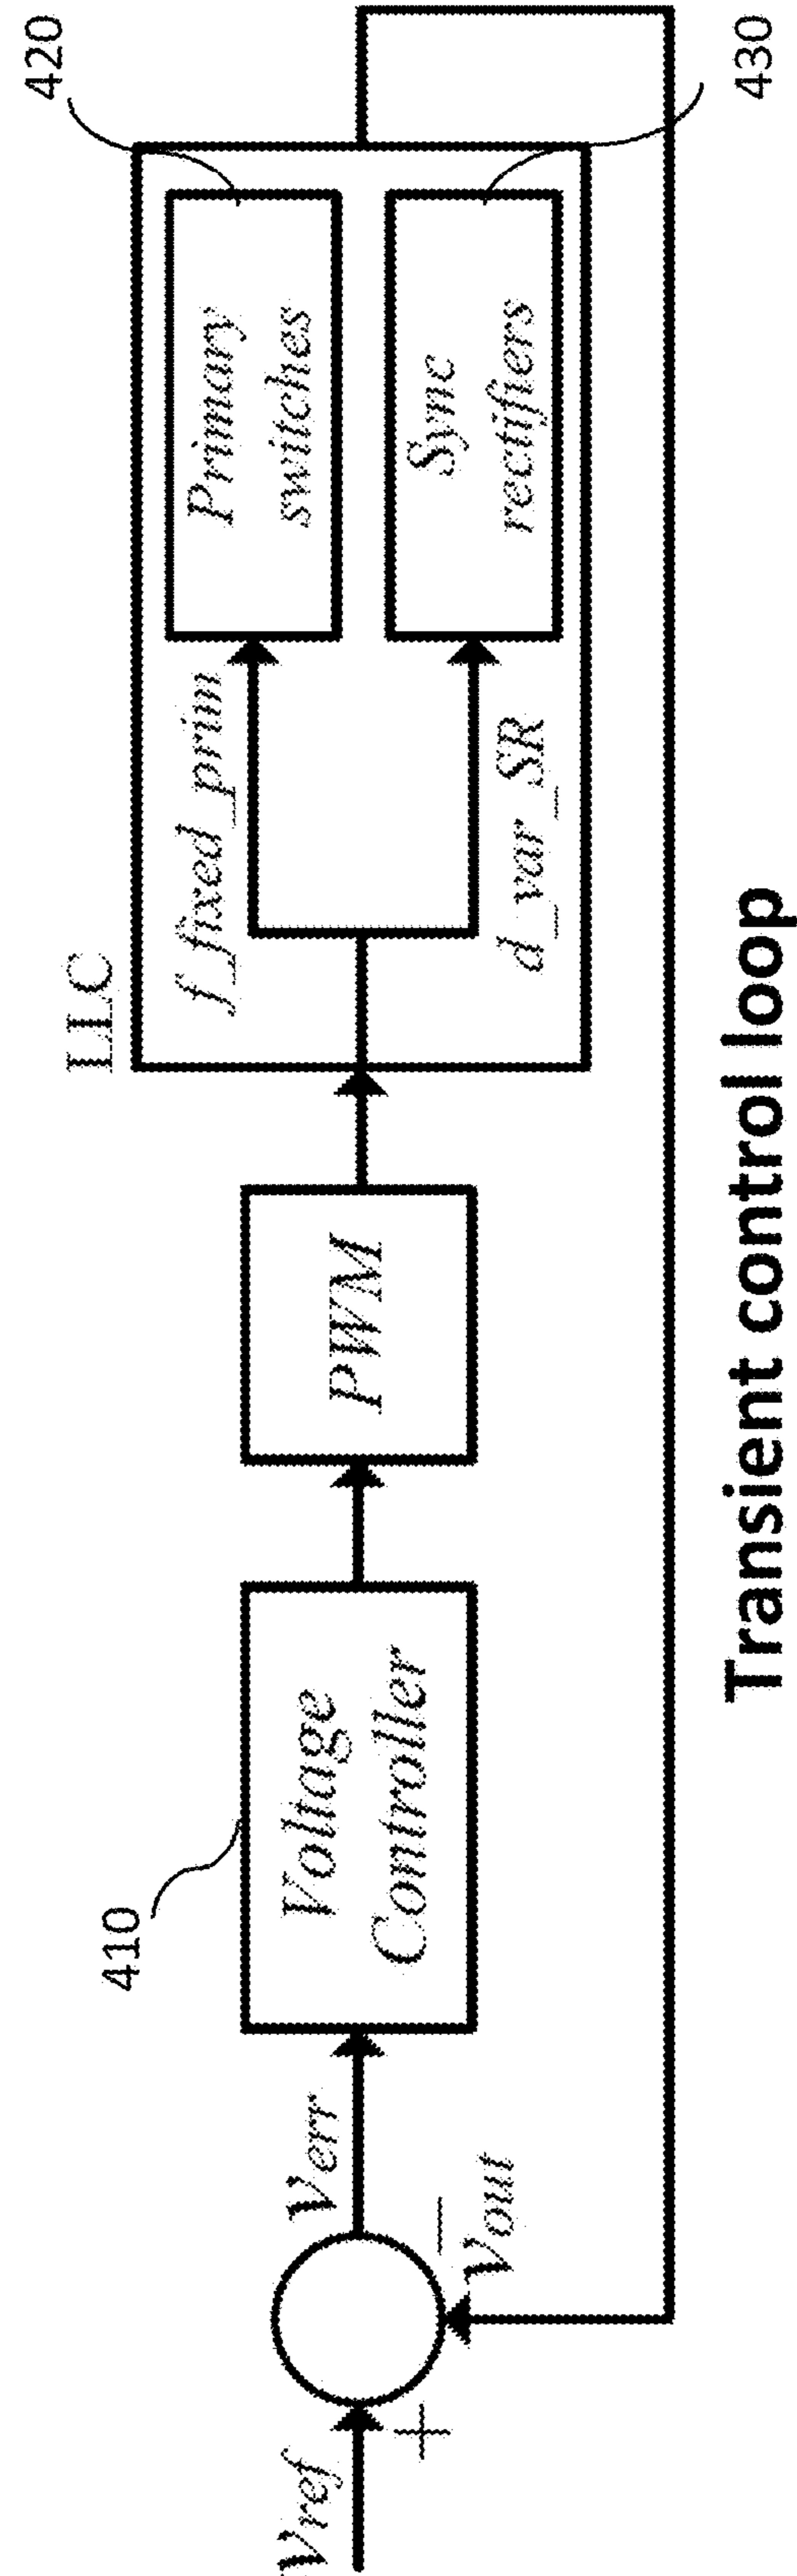 420
LLC
f_fixed_prim
Primary
switches
410
Vref
+
Verr
Voltage
Controller
PWM
−
Vout
d_var_SR
Sync
rectifiers
430
Transient control loop